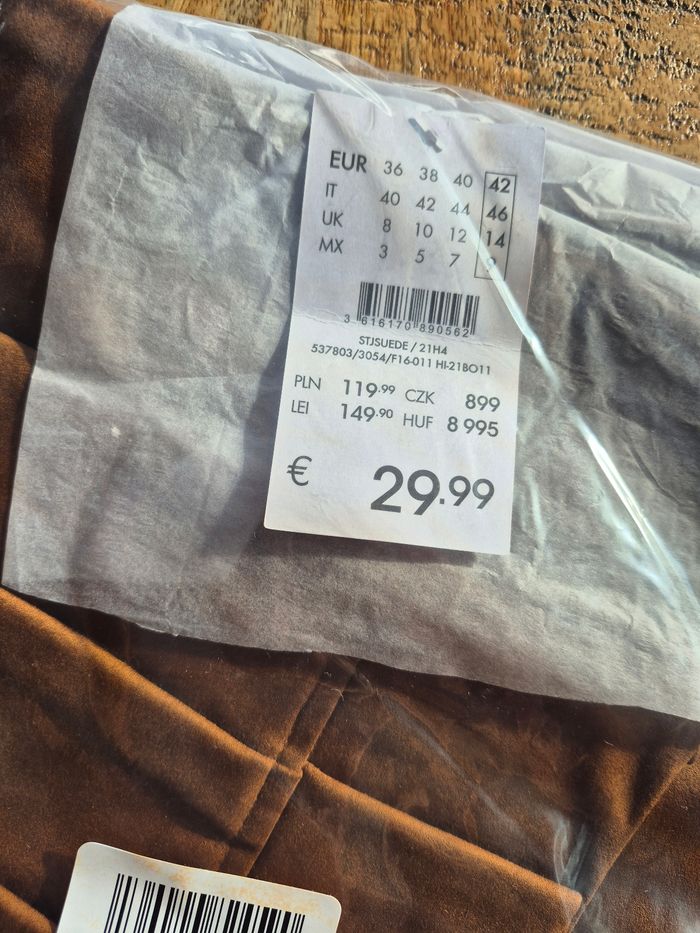 EUR 36 38 40 42
IT 40 42 44 46
UK 8 10 12 14
MX 3 5 7 9
3 616170 890562
STJSUEDE / 21H4
537803/3054/F16-011 HI-21BO11
PLN 119.99 CZK 899
LEI 149.90 HUF 8 995
€ 29.99